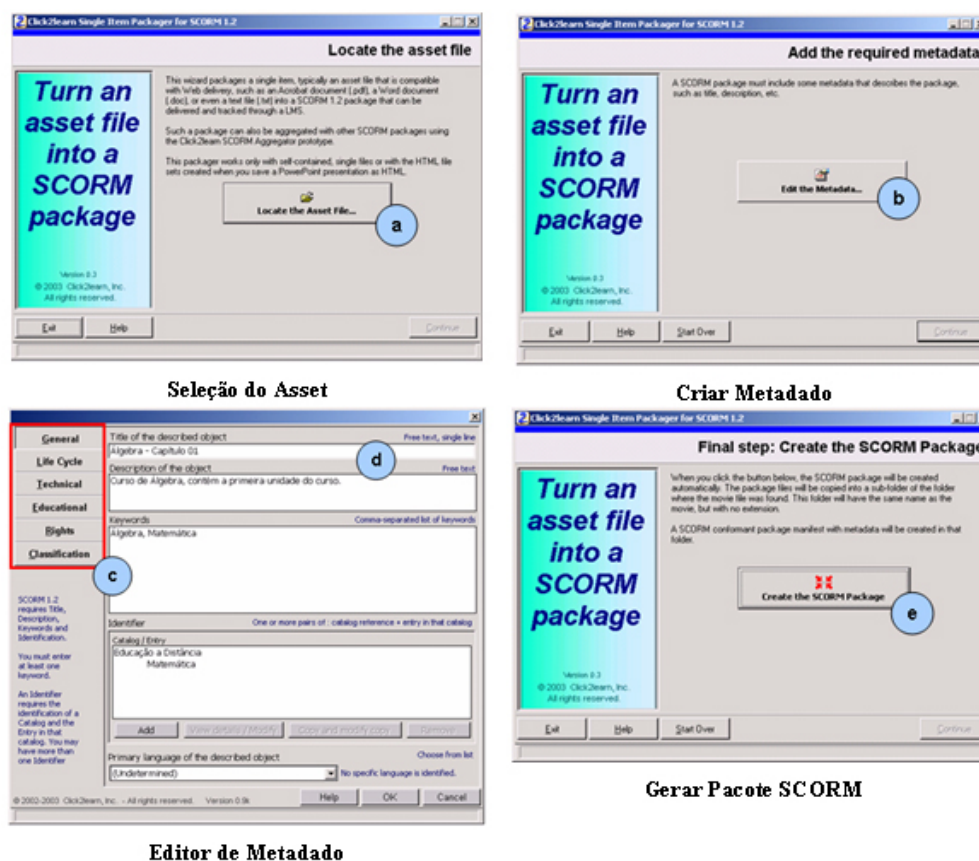 Click2learn Single Item Packager for SCORM 1.2
Locate the asset file
Turn an
asset file
into a
SCORM
package
Version 0.3
© 2003 Click2learn, Inc.
All rights reserved.
This wizard packages a single item, typically an asset file that is compatible
with Web delivery, such as an Acrobat document (.pdf), a Word document
(.doc), or even a text file (.txt) into a SCORM 1.2 package that can be
delivered and tracked through a LMS.
Such a package can also be aggregated with other SCORM packages using
the Click2learn SCORM Aggregator prototype.
This packager works only with self-contained, single files or with the HTML file
sets created when you save a PowerPoint presentation as HTML.
Locate the Asset File...
a
Exit
Help
Continue
Seleção do Asset
Click2learn Single Item Packager for SCORM 1.2
Add the required metadata
Turn an
asset file
into a
SCORM
package
Version 0.3
© 2003 Click2learn, Inc.
All rights reserved.
A SCORM package must include some metadata that describes the package,
such as title, description, etc.
Edit the Metadata...
b
Exit
Help
Start Over
Continue
Criar Metadado
General
Life Cycle
Technical
Educational
Rights
Classification
c
SCORM 1.2
requires Title,
Description,
Keywords and
Identification.
You must enter
at least one
keyword.
An Identifier
requires the
identification of a
Catalog and the
Entry in that
catalog. You may
have more than
one Identifier
Title of the described object
Free text, single line
Álgebra - Capítulo 01
d
Description of the object
Free text
Curso de Álgebra, contém a primeira unidade do curso.
Keywords
Comma-separated list of keywords
Álgebra, Matemática
Identifier
One or more pairs of : catalog reference + entry in that catalog
Catalog / Entry
Educação a Distância
Matemática
Add
View details / Modify
Copy and modify copy
Remove
Primary language of the described object
Choose from list
(Undetermined)
No specific language is identified.
© 2002-2003 Click2learn, Inc. - All rights reserved. Version 0.9k
Help
OK
Cancel
Editor de Metadado
Click2learn Single Item Packager for SCORM 1.2
Final step: Create the SCORM Package
Turn an
asset file
into a
SCORM
package
Version 0.3
© 2003 Click2learn, Inc.
All rights reserved.
When you click the button below, the SCORM package will be created
automatically. The package files will be copied into a sub-folder of the folder
where the movie file was found. This folder will have the same name as the
movie, but with no extension.
A SCORM conformant package manifest with metadata will be created in that
folder.
Create the SCORM Package
e
Exit
Help
Start Over
Continue
Gerar Pacote SCORM